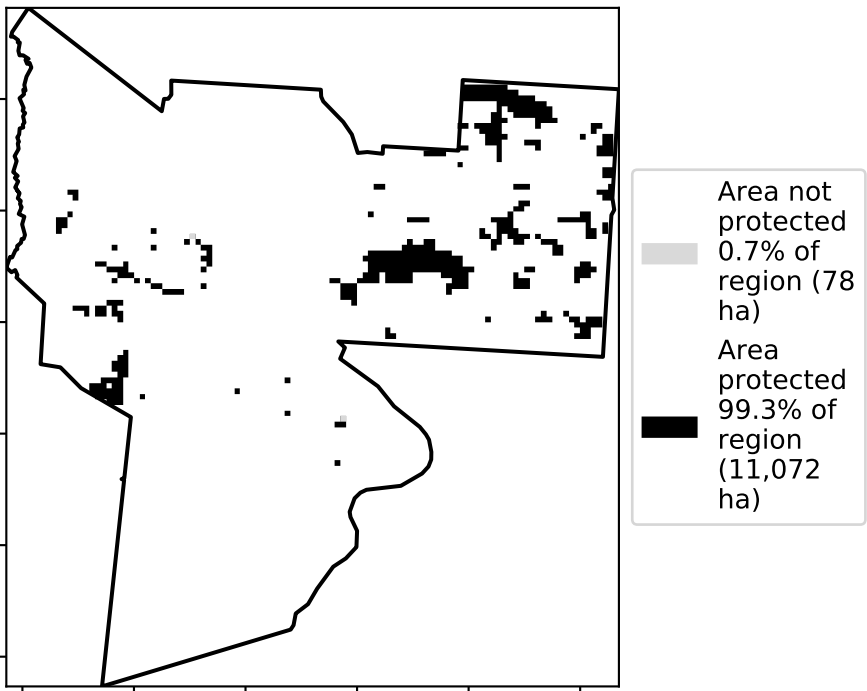 Area not
protected
0.7% of
region (78
ha)
Area
protected
99.3% of
region
(11,072
ha)